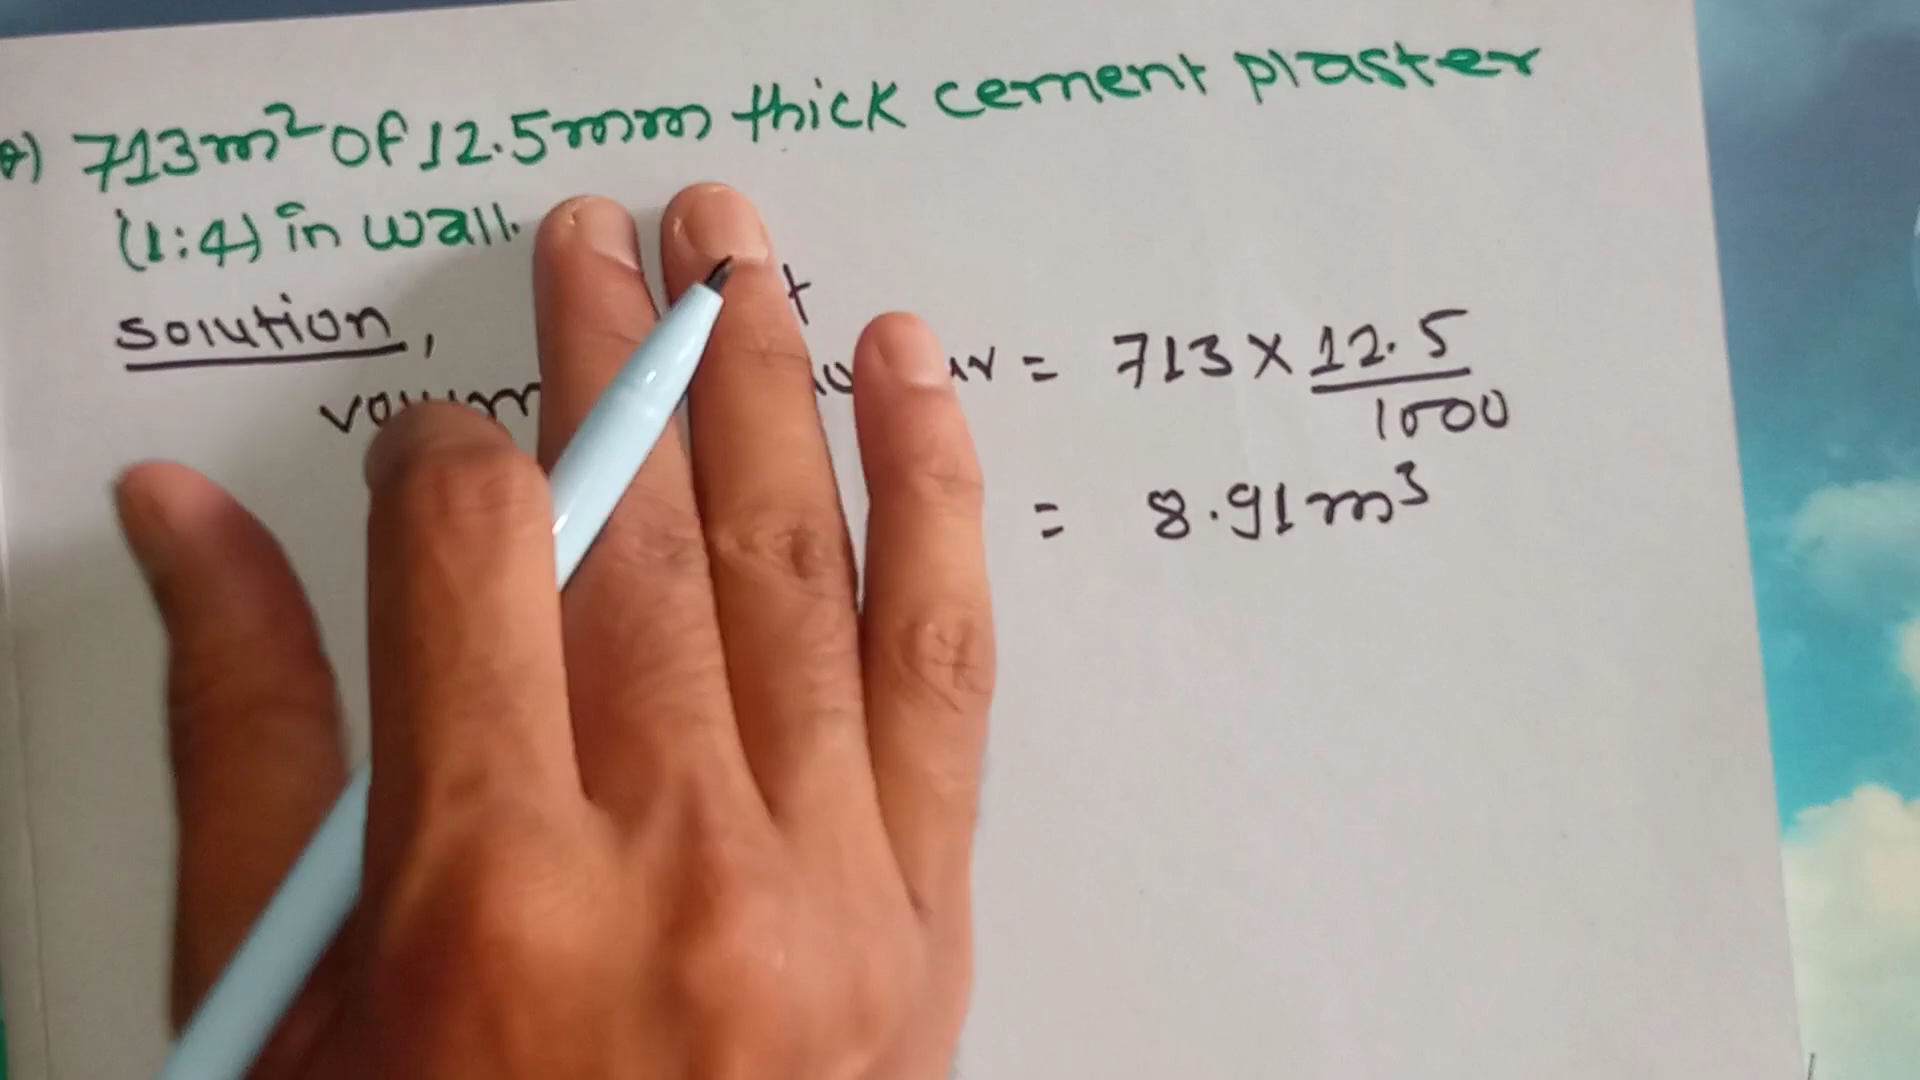 713m² of 12.5mm thick cement plaster
(1:4) in wall.
Solution,
= 713 × 12.5
1000
= 8.91m³